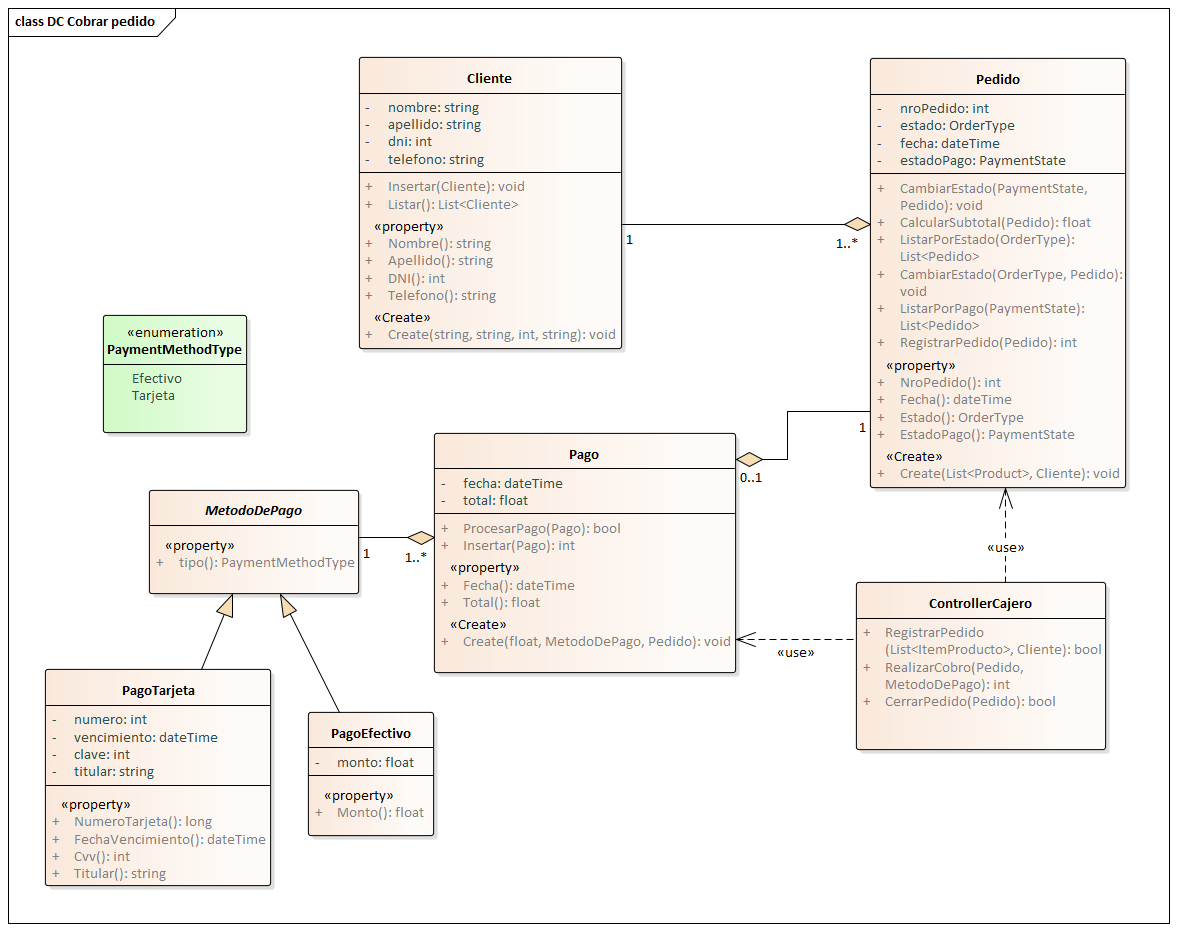 class DC Cobrar pedido
Cliente
- nombre: string
- apellido: string
- dni: int
- telefono: string
+ Insertar(Cliente): void
+ Listar(): List<Cliente>
«property»
+ Nombre(): string
+ Apellido(): string
+ DNI(): int
+ Telefono(): string
«Create»
+ Create(string, string, int, string): void
1
1..*
Pedido
- nroPedido: int
- estado: OrderType
- fecha: dateTime
- estadoPago: PaymentState
+ CambiarEstado(PaymentState,
Pedido): void
+ CalcularSubtotal(Pedido): float
+ ListarPorEstado(OrderType):
List<Pedido>
+ CambiarEstado(OrderType, Pedido):
void
+ ListarPorPago(PaymentState):
List<Pedido>
+ RegistrarPedido(Pedido): int
«property»
+ NroPedido(): int
+ Fecha(): dateTime
+ Estado(): OrderType
+ EstadoPago(): PaymentState
«Create»
+ Create(List<Product>, Cliente): void
«enumeration»
PaymentMethodType
Efectivo
Tarjeta
MetodoDePago
«property»
+ tipo(): PaymentMethodType
1
1..*
Pago
- fecha: dateTime
- total: float
+ ProcesarPago(Pago): bool
+ Insertar(Pago): int
«property»
+ Fecha(): dateTime
+ Total(): float
«Create»
+ Create(float, MetodoDePago, Pedido): void
0..1
1
«use»
«use»
ControllerCajero
+ RegistrarPedido
(List<ItemProducto>, Cliente): bool
+ RealizarCobro(Pedido,
MetodoDePago): int
+ CerrarPedido(Pedido): bool
PagoTarjeta
- numero: int
- vencimiento: dateTime
- clave: int
- titular: string
«property»
+ NumeroTarjeta(): long
+ FechaVencimiento(): dateTime
+ Cvv(): int
+ Titular(): string
PagoEfectivo
- monto: float
«property»
+ Monto(): float